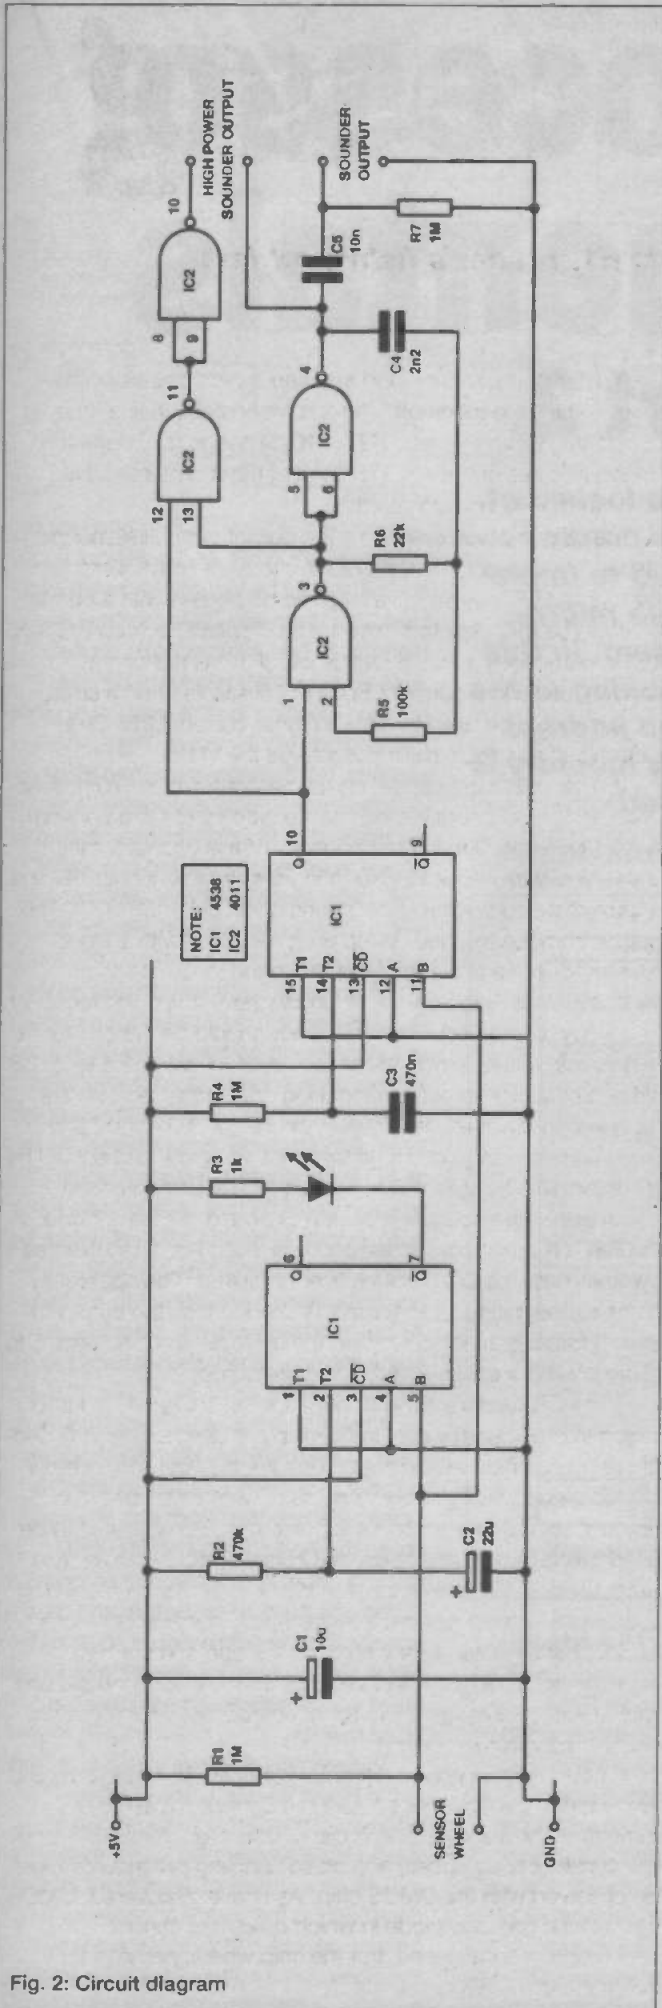 +5V
SENSOR
WHEEL
GND
R1
1M
C1
10u
+
R2
470k
C2
22u
+
1
T1
2
T2
3
CD
4
A
5
B
IC1
Q
6
Q
7
R3
1k
R4
1M
C3
470n
NOTE:
IC1 4538
IC2 4011
15
T1
14
T2
13
CD
12
A
11
B
IC1
Q
10
Q
9
1
2
3
IC2
R5
100k
R6
22k
12
13
11
IC2
5
6
4
IC2
8
9
10
IC2
C4
2n2
C5
10n
R7
1M
HIGH POWER
SOUNDER OUTPUT
SOUNDER
OUTPUT
Fig. 2: Circuit diagram